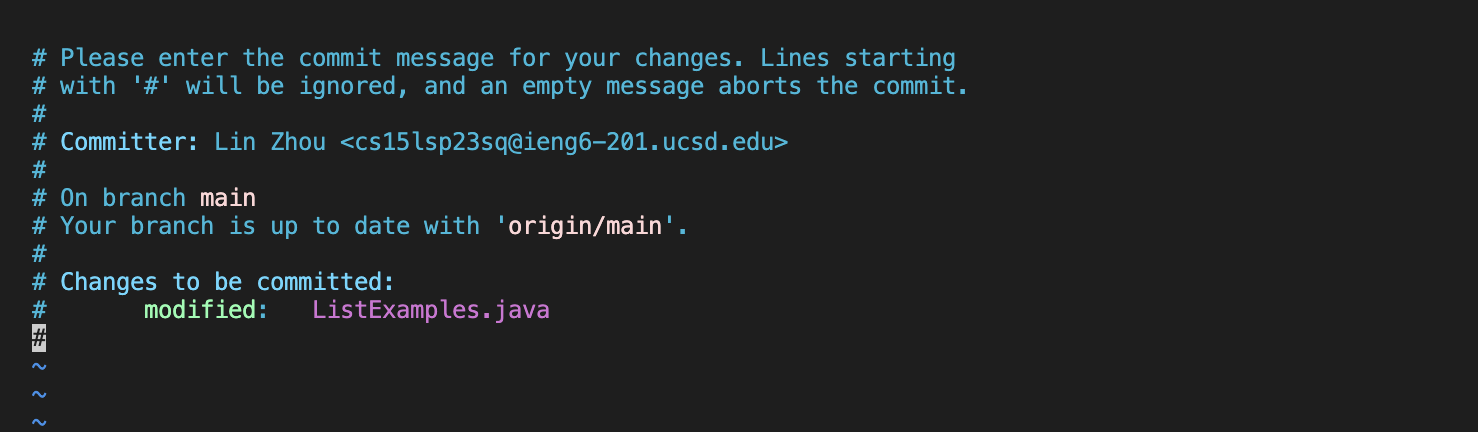 # Please enter the commit message for your changes. Lines starting
# with '#' will be ignored, and an empty message aborts the commit.
#
# Committer: Lin Zhou <cs15lsp23sq@ieng6-201.ucsd.edu>
#
# On branch main
# Your branch is up to date with 'origin/main'.
#
# Changes to be committed:
#       modified:   ListExamples.java
#
~
~
~